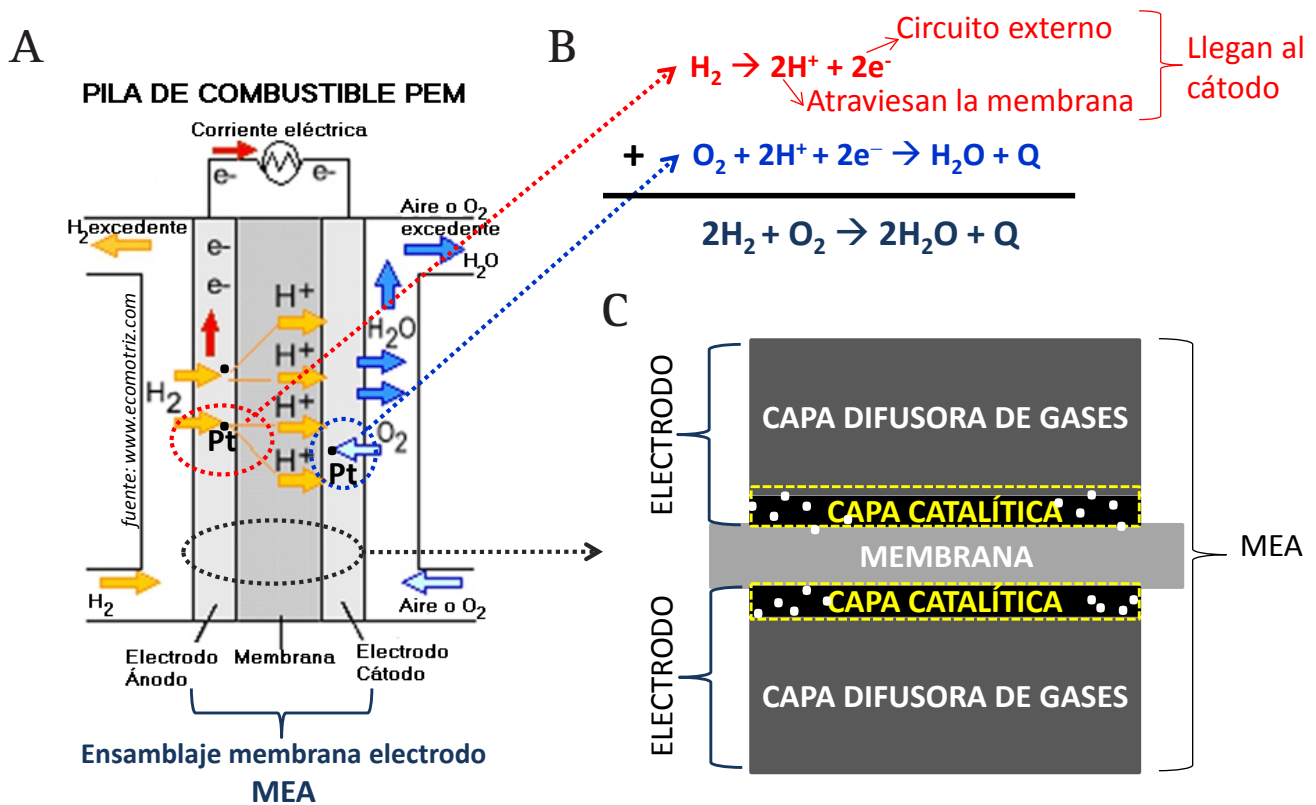 A
PILA DE COMBUSTIBLE PEM
Corriente eléctrica
e-
e-
H2 excedente
Aire o O2
excedente
H2O
e-
e-
H+
H+
H+
H+
H2O
H2
O2
Pt
Pt
fuente: www.ecomotriz.com
H2
Aire o O2
Electrodo
Ánodo
Membrana
Electrodo
Cátodo
Ensamblaje membrana electrodo
MEA
B
Circuito externo
H2 → 2H+ + 2e-
Atraviesan la membrana
Llegan al
cátodo
+ O2 + 2H+ + 2e− → H2O + Q
2H2 + O2 → 2H2O + Q
C
ELECTRODO
CAPA DIFUSORA DE GASES
CAPA CATALÍTICA
MEMBRANA
MEA
CAPA CATALÍTICA
ELECTRODO
CAPA DIFUSORA DE GASES